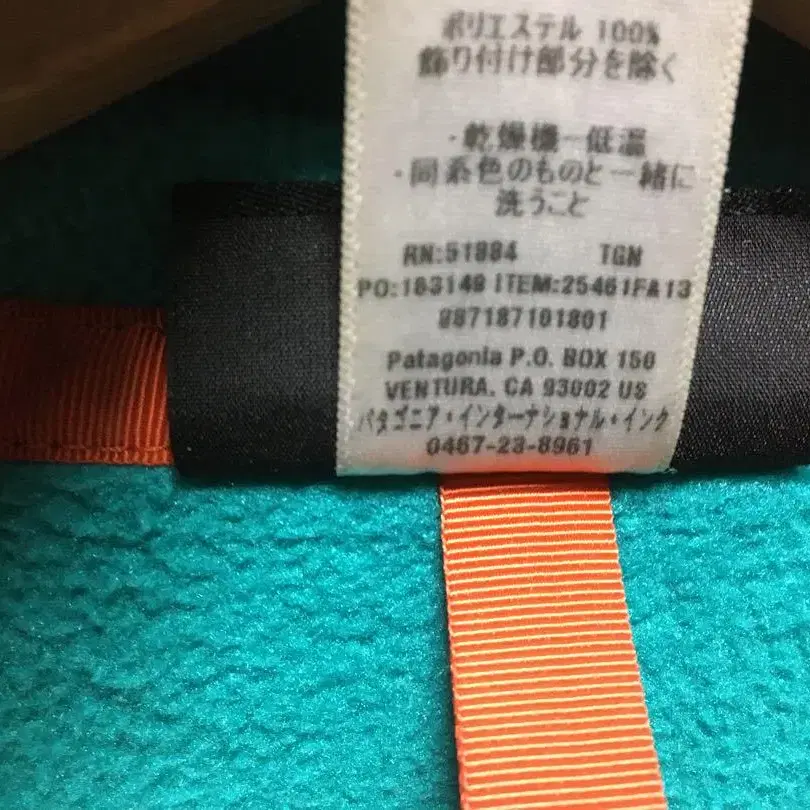 ポリエステル 100%
飾り付け部分を除く
・乾燥機－低温
・同系色のものと一緒に
洗うこと
RN:51884 TGN
PO:163149 ITEM:25461FA13
887187101801
Patagonia P.O. BOX 150
VENTURA, CA 93002 US
パタゴニア・インターナショナル・インク
0467-23-8961